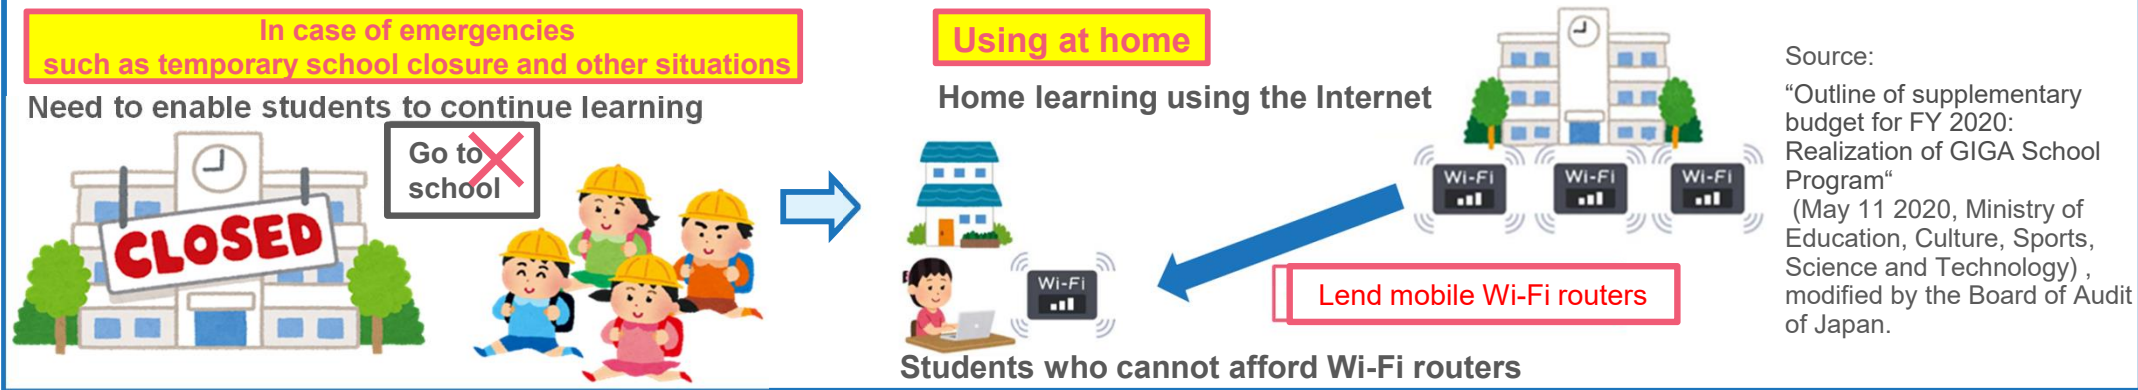 In case of emergencies
such as temporary school closure and other situations
Need to enable students to continue learning
Go to
school
CLOSED
Using at home
Home learning using the Internet
Wi-Fi
Wi-Fi
Wi-Fi
Wi-Fi
Lend mobile Wi-Fi routers
Students who cannot afford Wi-Fi routers
Source:
“Outline of supplementary
budget for FY 2020:
Realization of GIGA School
Program“
(May 11 2020, Ministry of
Education, Culture, Sports,
Science and Technology) ,
modified by the Board of Audit
of Japan.